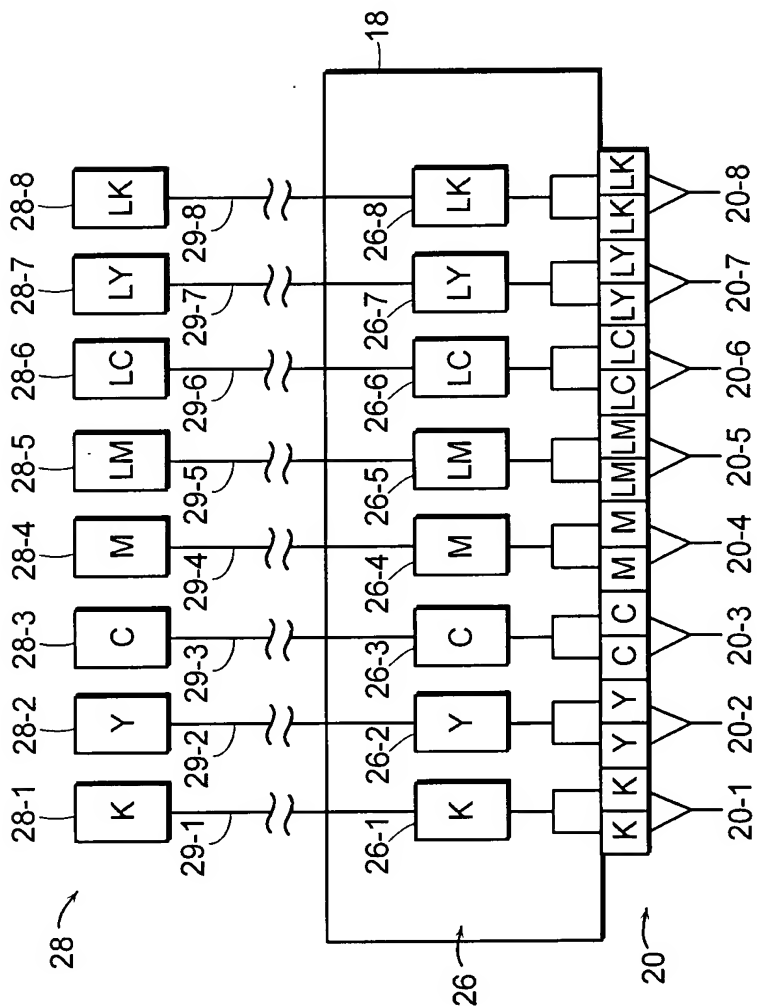 28
28-1 28-2 28-3 28-4 28-5 28-6 28-7 28-8
K Y C M LM LC LY LK
29-1 29-2 29-3 29-4 29-5 29-6 29-7 29-8
18
26
26-1 26-2 26-3 26-4 26-5 26-6 26-7 26-8
K Y C M LM LC LY LK
20
K K Y Y C C M M LM LM LC LC LY LY LK LK
20-1 20-2 20-3 20-4 20-5 20-6 20-7 20-8